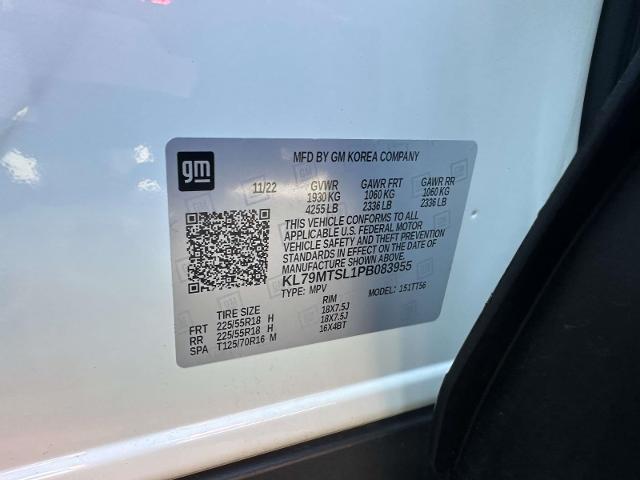 gm
MFD BY GM KOREA COMPANY
11/22 GVWR GAWR FRT GAWR RR
1930 KG 1060 KG 1060 KG
4255 LB 2336 LB 2336 LB
THIS VEHICLE CONFORMS TO ALL
APPLICABLE U.S. FEDERAL MOTOR
VEHICLE SAFETY AND THEFT PREVENTION
STANDARDS IN EFFECT ON THE DATE OF
MANUFACTURE SHOWN ABOVE.
KL79MTSL1PB083955
TYPE: MPV MODEL: 151TT56
TIRE SIZE RIM
FRT 225/55R18 H 18X7.5J
RR 225/55R18 H 18X7.5J
SPA T125/70R16 M 16X4BT